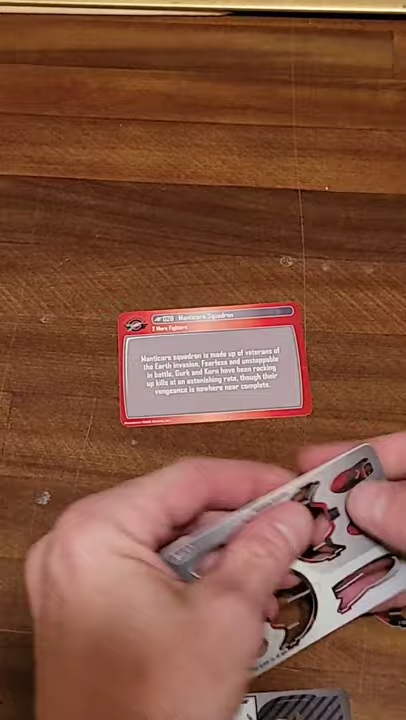 028 : Manticore Squadron
2 Wara Fighters
Manticore squadron is made up of veterans of
the Earth invasion. Fearless and unstoppable
in battle, Gurk and Korn have been racking
up kills at an astonishing rate, though their
vengeance is nowhere near complete.